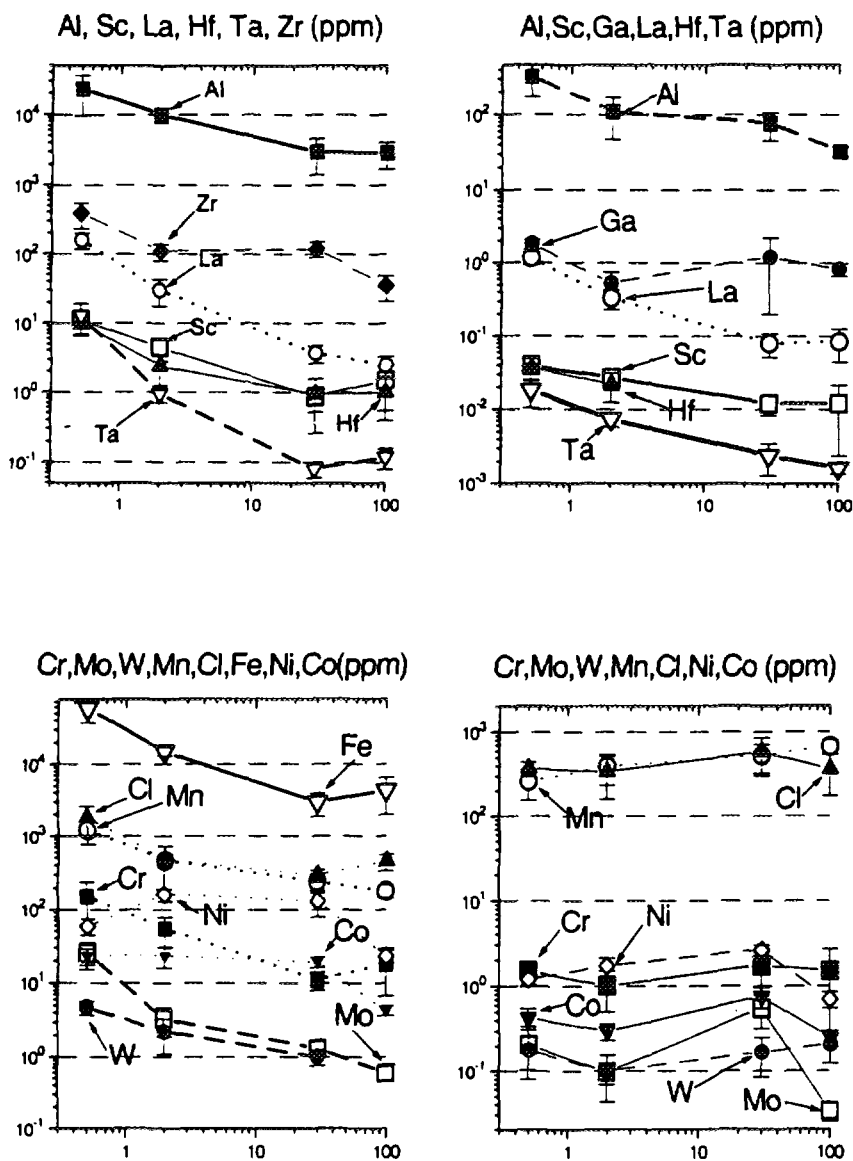 Al, Sc, La, Hf, Ta, Zr (ppm)
10^4
10^3
10^2
10^1
10^0
10^-1
1
10
100
Al
Zr
La
Sc
Ta
Hf
Al,Sc,Ga,La,Hf,Ta (ppm)
10^2
10^1
10^0
10^-1
10^-2
10^-3
1
10
100
Al
Ga
La
Sc
Hf
Ta
Cr,Mo,W,Mn,Cl,Fe,Ni,Co(ppm)
10^4
10^3
10^2
10^1
10^0
10^-1
1
10
100
Fe
Cl
Mn
Cr
Ni
Co
Mo
W
Cr,Mo,W,Mn,Cl,Ni,Co (ppm)
10^3
10^2
10^1
10^0
10^-1
1
10
100
Mn
Cl
Cr
Ni
Co
W
Mo